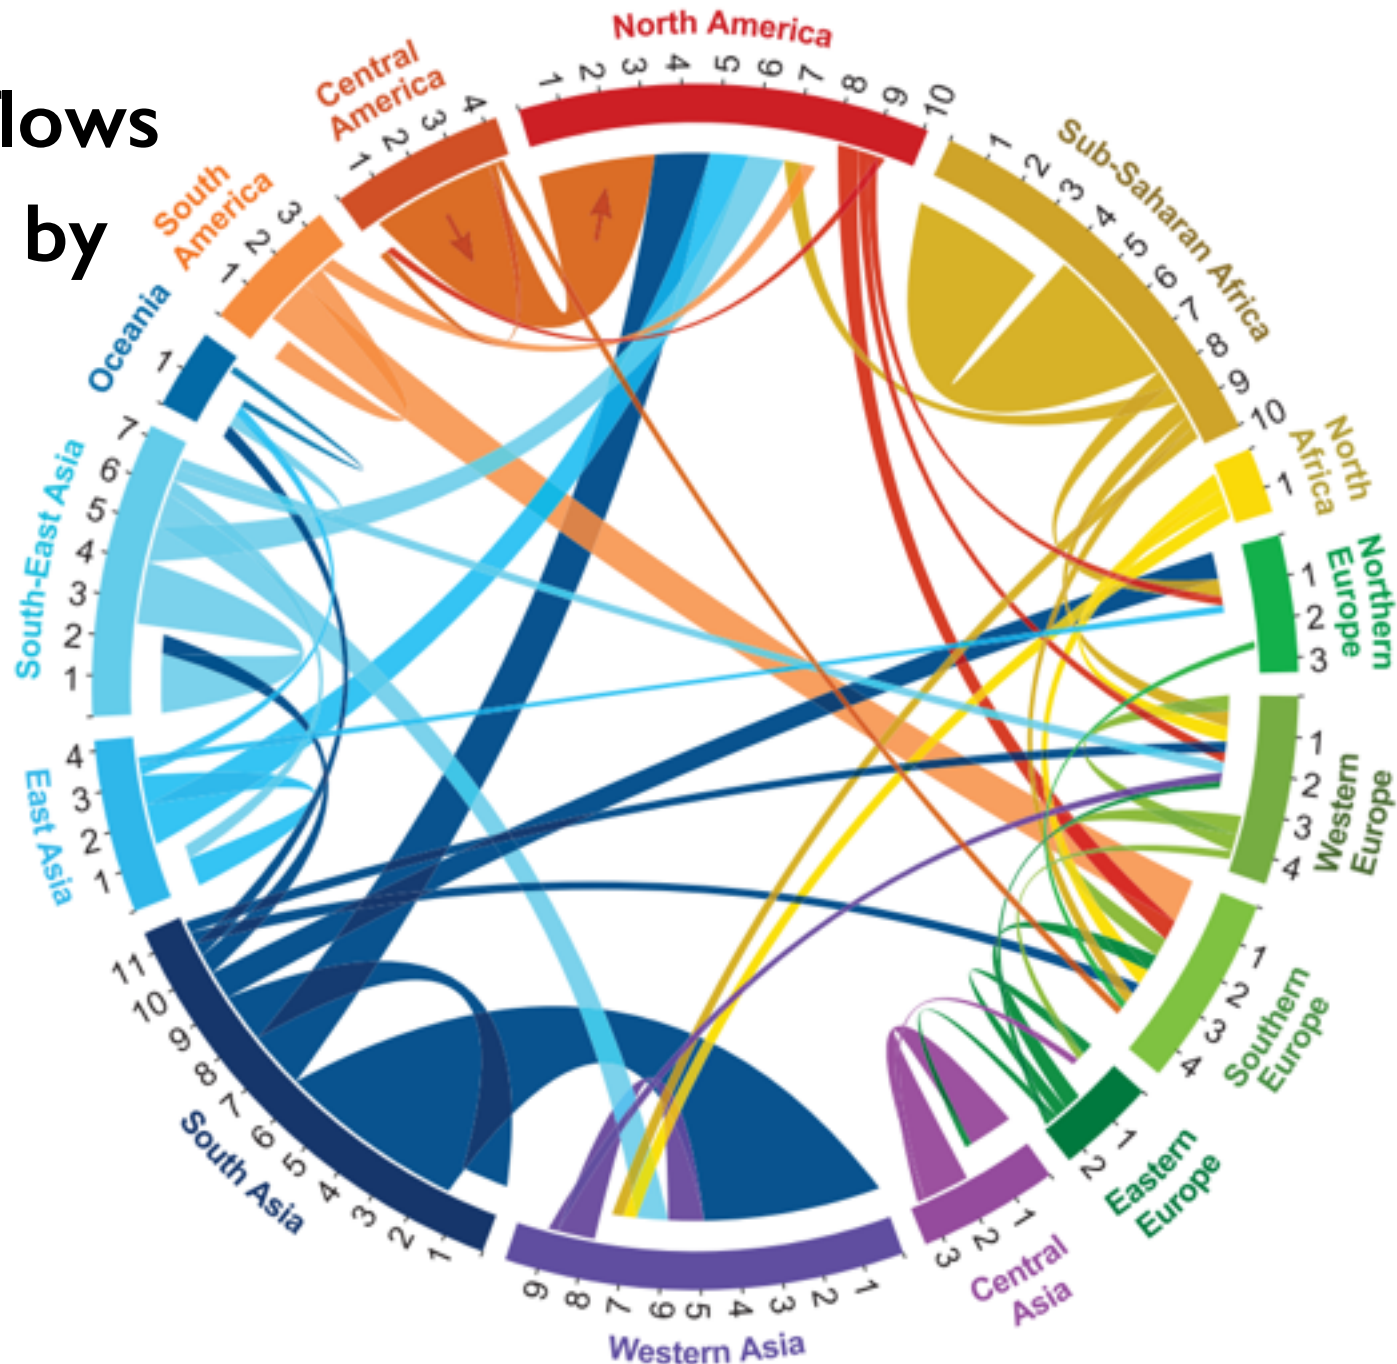 lows
by
North America
1 2 3 4 5 6 7 8 9 10
Sub-Saharan Africa
1 2 3 4 5 6 7 8 9 10
North
Africa
1
Northern
Europe
1 2 3
Western
Europe
1 2 3 4
Southern
Europe
1 2 3 4
Eastern
Europe
1 2
Central
Asia
1 2 3
Western Asia
1 2 3 4 5 6 7 8 9
South Asia
1 2 3 4 5 6 7 8 9 10 11
East Asia
1 2 3 4
South-East Asia
1 2 3 4 5 6 7
Oceania
1
South
America
1 2 3
Central
America
1 2 3 4